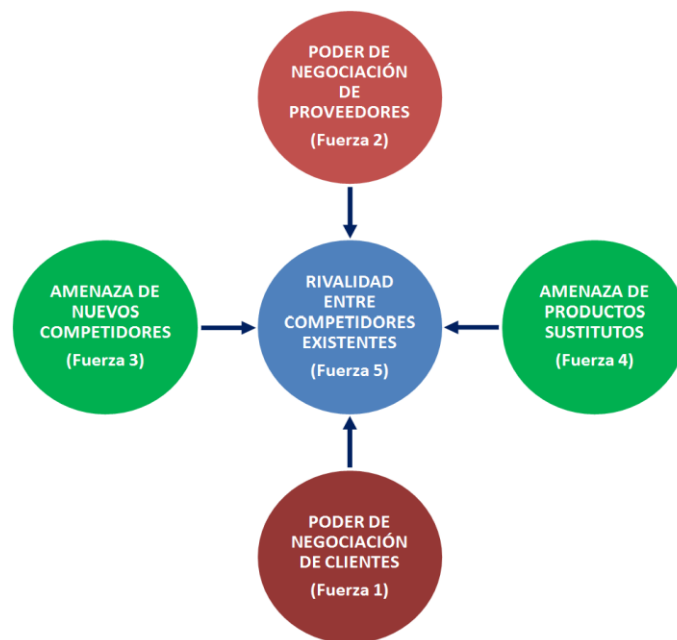 PODER DE
NEGOCIACIÓN
DE
PROVEEDORES
(Fuerza 2)
AMENAZA DE
NUEVOS
COMPETIDORES
(Fuerza 3)
RIVALIDAD
ENTRE
COMPETIDORES
EXISTENTES
(Fuerza 5)
AMENAZA DE
PRODUCTOS
SUSTITUTOS
(Fuerza 4)
PODER DE
NEGOCIACIÓN
DE CLIENTES
(Fuerza 1)